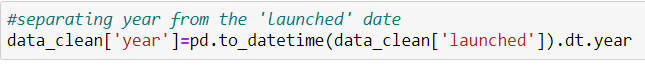 #separating year from the 'launched' date
data_clean['year']=pd.to_datetime(data_clean['launched']).dt.year